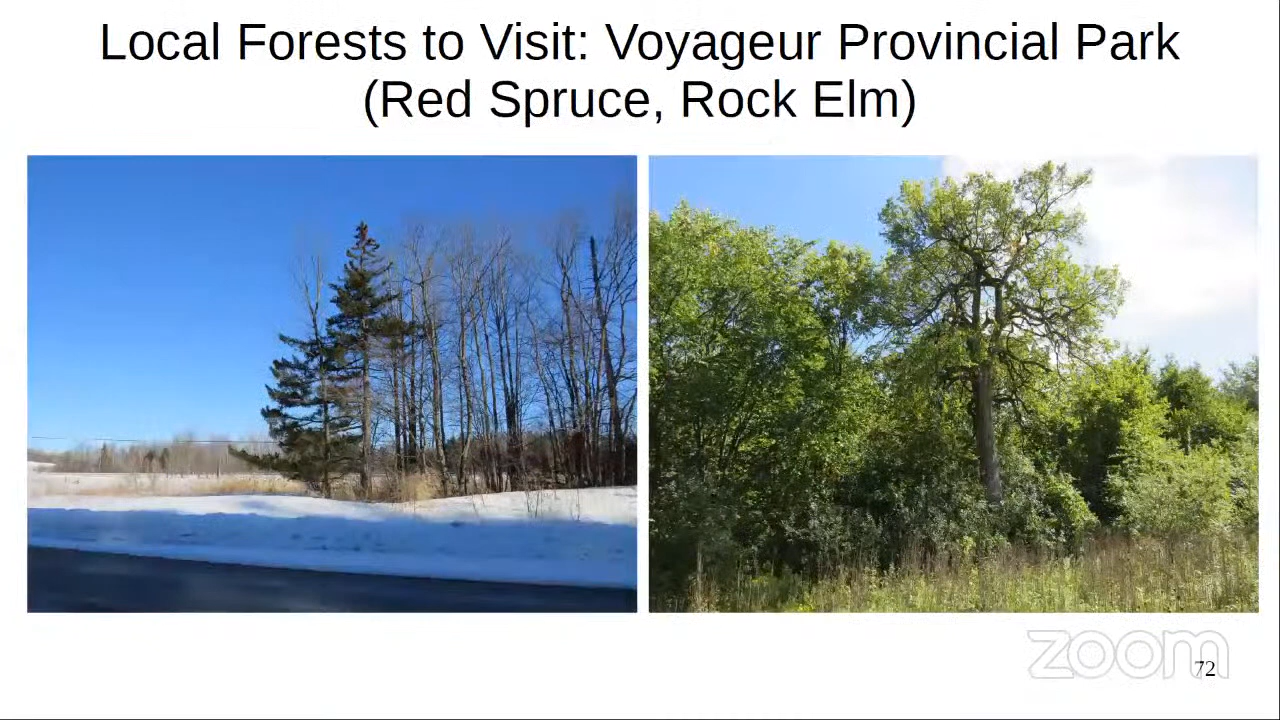 Local Forests to Visit: Voyageur Provincial Park
(Red Spruce, Rock Elm)
zoom
72